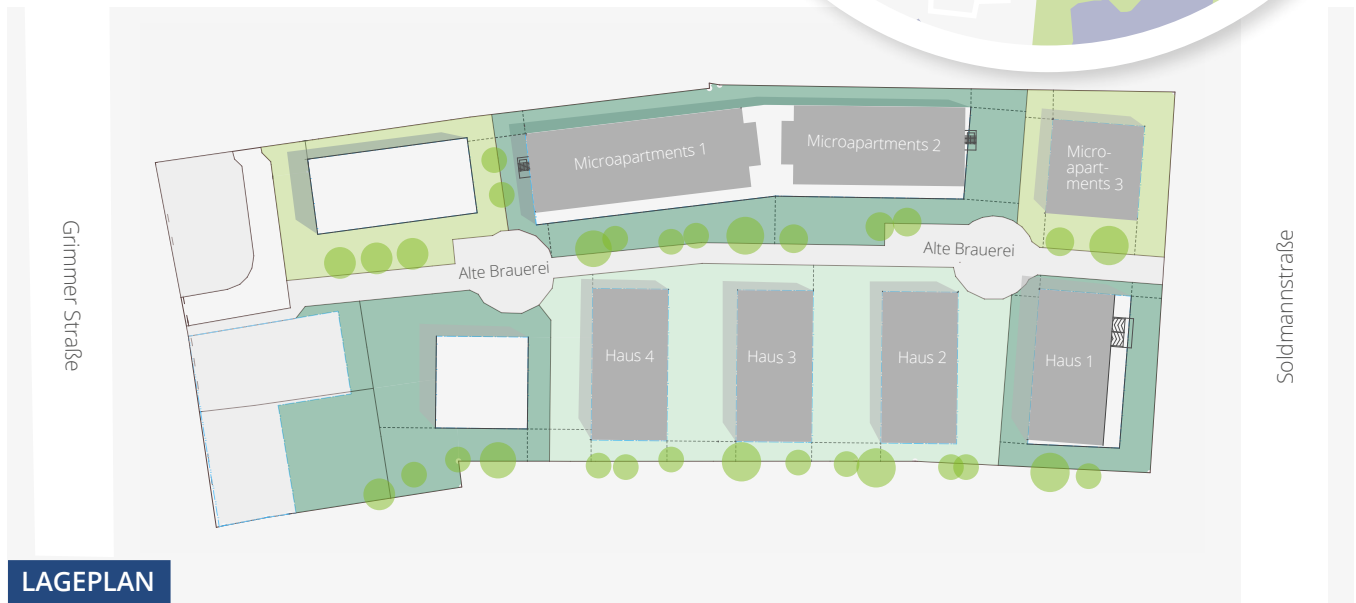 Microapartments 1
Microapartments 2
Micro-
apart-
ments 3
Grimmer Straße
Alte Brauerei
Alte Brauerei
Soldmannstraße
Haus 4
Haus 3
Haus 2
Haus 1
LAGEPLAN